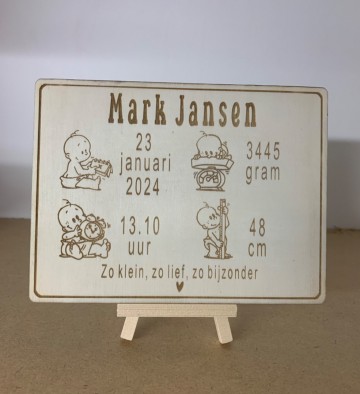 Mark Jansen
23
januari
2024
3445
gram
13.10
uur
48
cm
Zo klein, zo lief, zo bijzonder